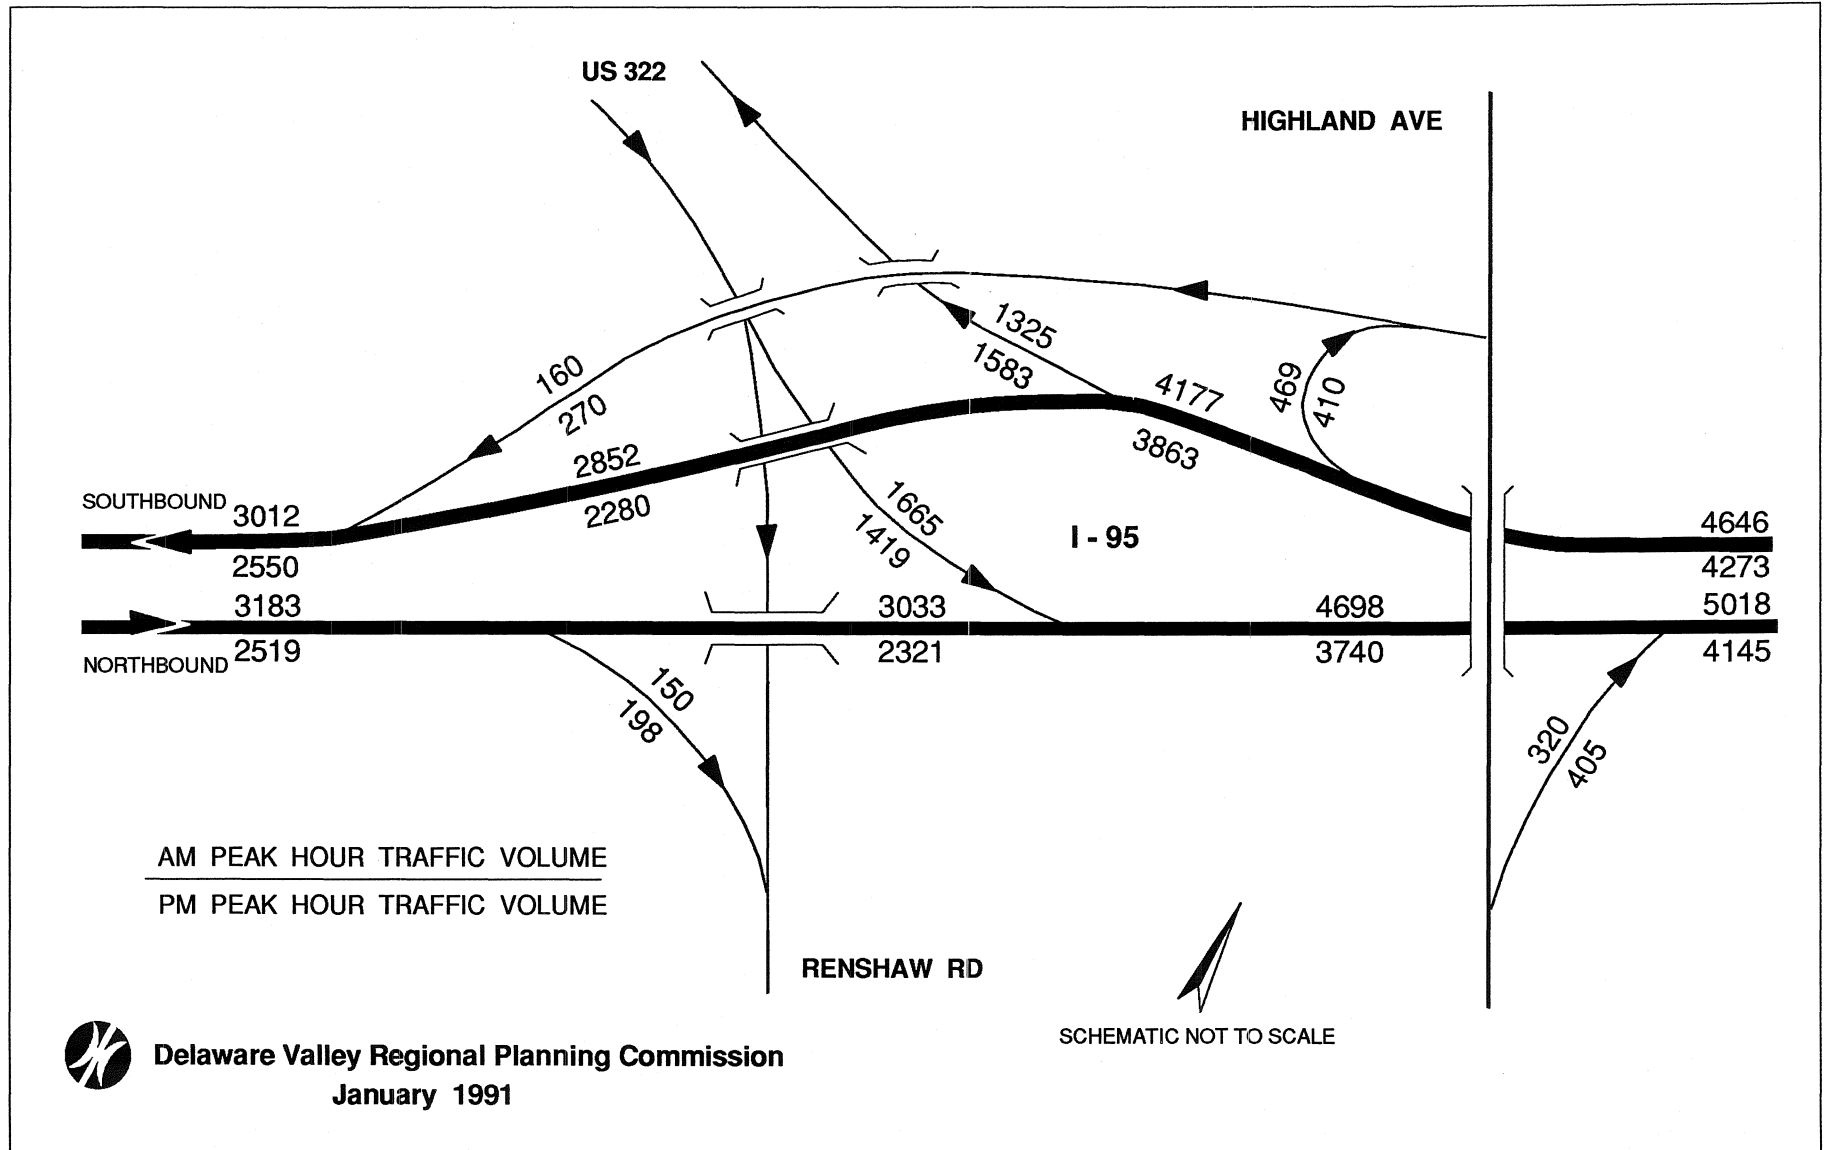 US 322
HIGHLAND AVE
1325
1583
4177
3863
469
410
160
270
2852
2280
SOUTHBOUND
3012
2550
1665
1419
I - 95
4646
4273
3183
2519
NORTHBOUND
3033
2321
4698
3740
5018
4145
150
198
320
405
AM PEAK HOUR TRAFFIC VOLUME
PM PEAK HOUR TRAFFIC VOLUME
RENSHAW RD
SCHEMATIC NOT TO SCALE
Delaware Valley Regional Planning Commission
January 1991